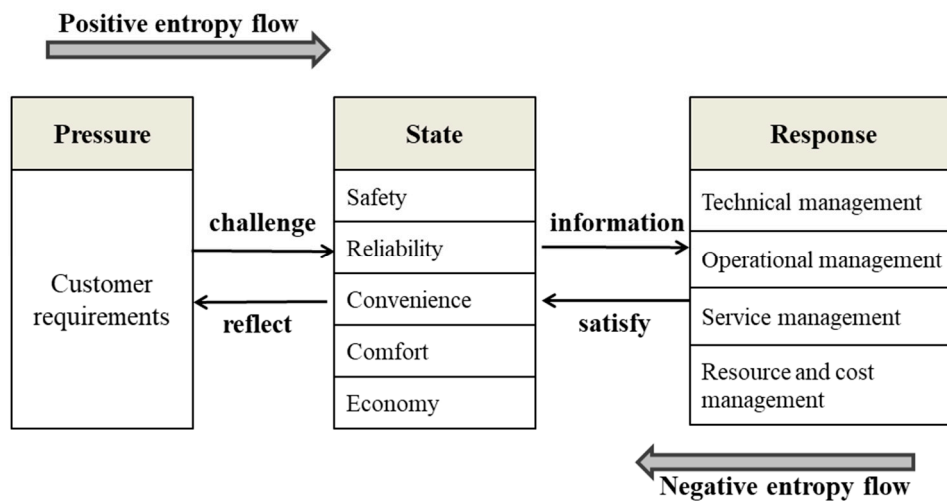 Positive entropy flow
Pressure
Customer
requirements
challenge
reflect
State
Safety
Reliability
Convenience
Comfort
Economy
information
satisfy
Response
Technical management
Operational management
Service management
Resource and cost
management
Negative entropy flow